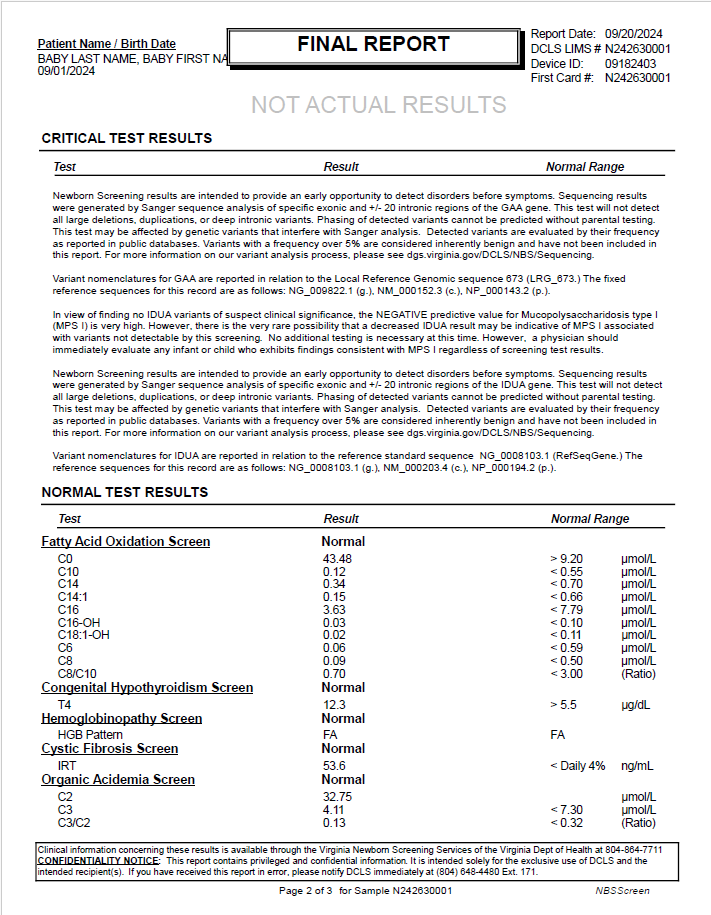 Patient Name / Birth Date
BABY LAST NAME, BABY FIRST NA
09/01/2024
FINAL REPORT
Report Date: 09/20/2024
DCLS LIMS # N242630001
Device ID: 09182403
First Card #: N242630001
NOT ACTUAL RESULTS
CRITICAL TEST RESULTS
Test Result Normal Range
Newborn Screening results are intended to provide an early opportunity to detect disorders before symptoms. Sequencing results
were generated by Sanger sequence analysis of specific exonic and +/- 20 intronic regions of the GAA gene. This test will not detect
all large deletions, duplications, or deep intronic variants. Phasing of detected variants cannot be predicted without parental testing.
This test may be affected by genetic variants that interfere with Sanger analysis. Detected variants are evaluated by their frequency
as reported in public databases. Variants with a frequency over 5% are considered inherently benign and have not been included in
this report. For more information on our variant analysis process, please see dgs.virginia.gov/DCLS/NBS/Sequencing.
Variant nomenclatures for GAA are reported in relation to the Local Reference Genomic sequence 673 (LRG_673.) The fixed
reference sequences for this record are as follows: NG_009822.1 (g.), NM_000152.3 (c.), NP_000143.2 (p.).
In view of finding no IDUA variants of suspect clinical significance, the NEGATIVE predictive value for Mucopolysaccharidosis type I
(MPS I) is very high. However, there is the very rare possibility that a decreased IDUA result may be indicative of MPS I associated
with variants not detectable by this screening. No additional testing is necessary at this time. However, a physician should
immediately evaluate any infant or child who exhibits findings consistent with MPS I regardless of screening test results.
Newborn Screening results are intended to provide an early opportunity to detect disorders before symptoms. Sequencing results
were generated by Sanger sequence analysis of specific exonic and +/- 20 intronic regions of the IDUA gene. This test will not detect
all large deletions, duplications, or deep intronic variants. Phasing of detected variants cannot be predicted without parental testing.
This test may be affected by genetic variants that interfere with Sanger analysis. Detected variants are evaluated by their frequency
as reported in public databases. Variants with a frequency over 5% are considered inherently benign and have not been included in
this report. For more information on our variant analysis process, please see dgs.virginia.gov/DCLS/NBS/Sequencing.
Variant nomenclatures for IDUA are reported in relation to the reference standard sequence NG_0008103.1 (RefSeqGene.) The
reference sequences for this record are as follows: NG_0008103.1 (g.), NM_000203.4 (c.), NP_000194.2 (p.).
NORMAL TEST RESULTS
Test Result Normal Range
Fatty Acid Oxidation Screen Normal
C0 43.48 > 9.20 µmol/L
C10 0.12 < 0.55 µmol/L
C14 0.34 < 0.70 µmol/L
C14:1 0.15 < 0.66 µmol/L
C16 3.63 < 7.79 µmol/L
C16-OH 0.03 < 0.10 µmol/L
C18:1-OH 0.02 < 0.11 µmol/L
C6 0.06 < 0.59 µmol/L
C8 0.09 < 0.50 µmol/L
C8/C10 0.70 < 3.00 (Ratio)
Congenital Hypothyroidism Screen Normal
T4 12.3 > 5.5 µg/dL
Hemoglobinopathy Screen Normal
HGB Pattern FA FA
Cystic Fibrosis Screen Normal
IRT 53.6 < Daily 4% ng/mL
Organic Acidemia Screen Normal
C2 32.75 µmol/L
C3 4.11 < 7.30 µmol/L
C3/C2 0.13 < 0.32 (Ratio)
Clinical information concerning these results is available through the Virginia Newborn Screening Services of the Virginia Dept of Health at 804-864-7711
CONFIDENTIALITY NOTICE: This report contains privileged and confidential information. It is intended solely for the exclusive use of DCLS and the
intended recipient(s). If you have received this report in error, please notify DCLS immediately at (804) 648-4480 Ext. 171.
Page 2 of 3 for Sample N242630001 NBSScreen